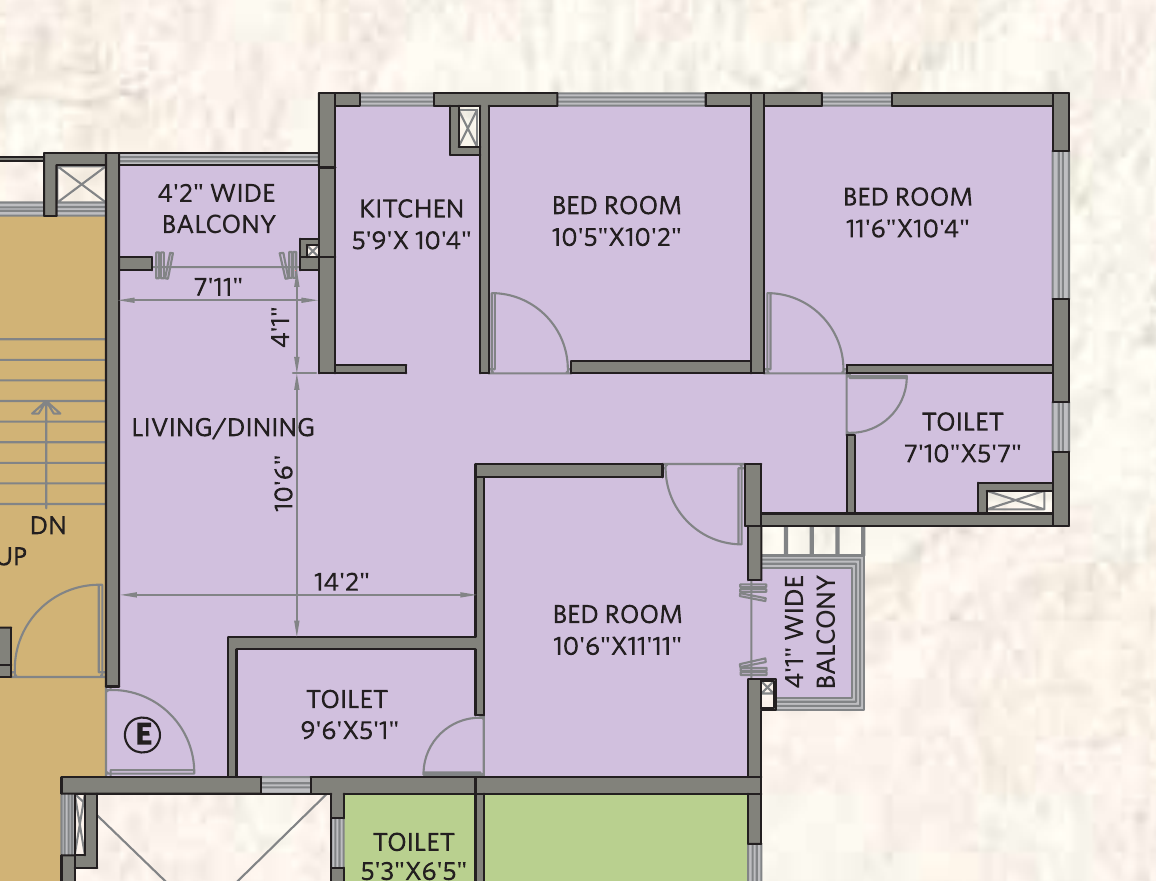 4'2" WIDE
BALCONY
KITCHEN
5'9'X 10'4"
BED ROOM
10'5"X10'2"
BED ROOM
11'6"X10'4"
7'11"
4'1"
LIVING/DINING
10'6"
TOILET
7'10"X5'7"
DN
UP
14'2"
BED ROOM
10'6"X11'11"
4'1" WIDE
BALCONY
TOILET
9'6'X5'1"
E
TOILET
5'3"X6'5"